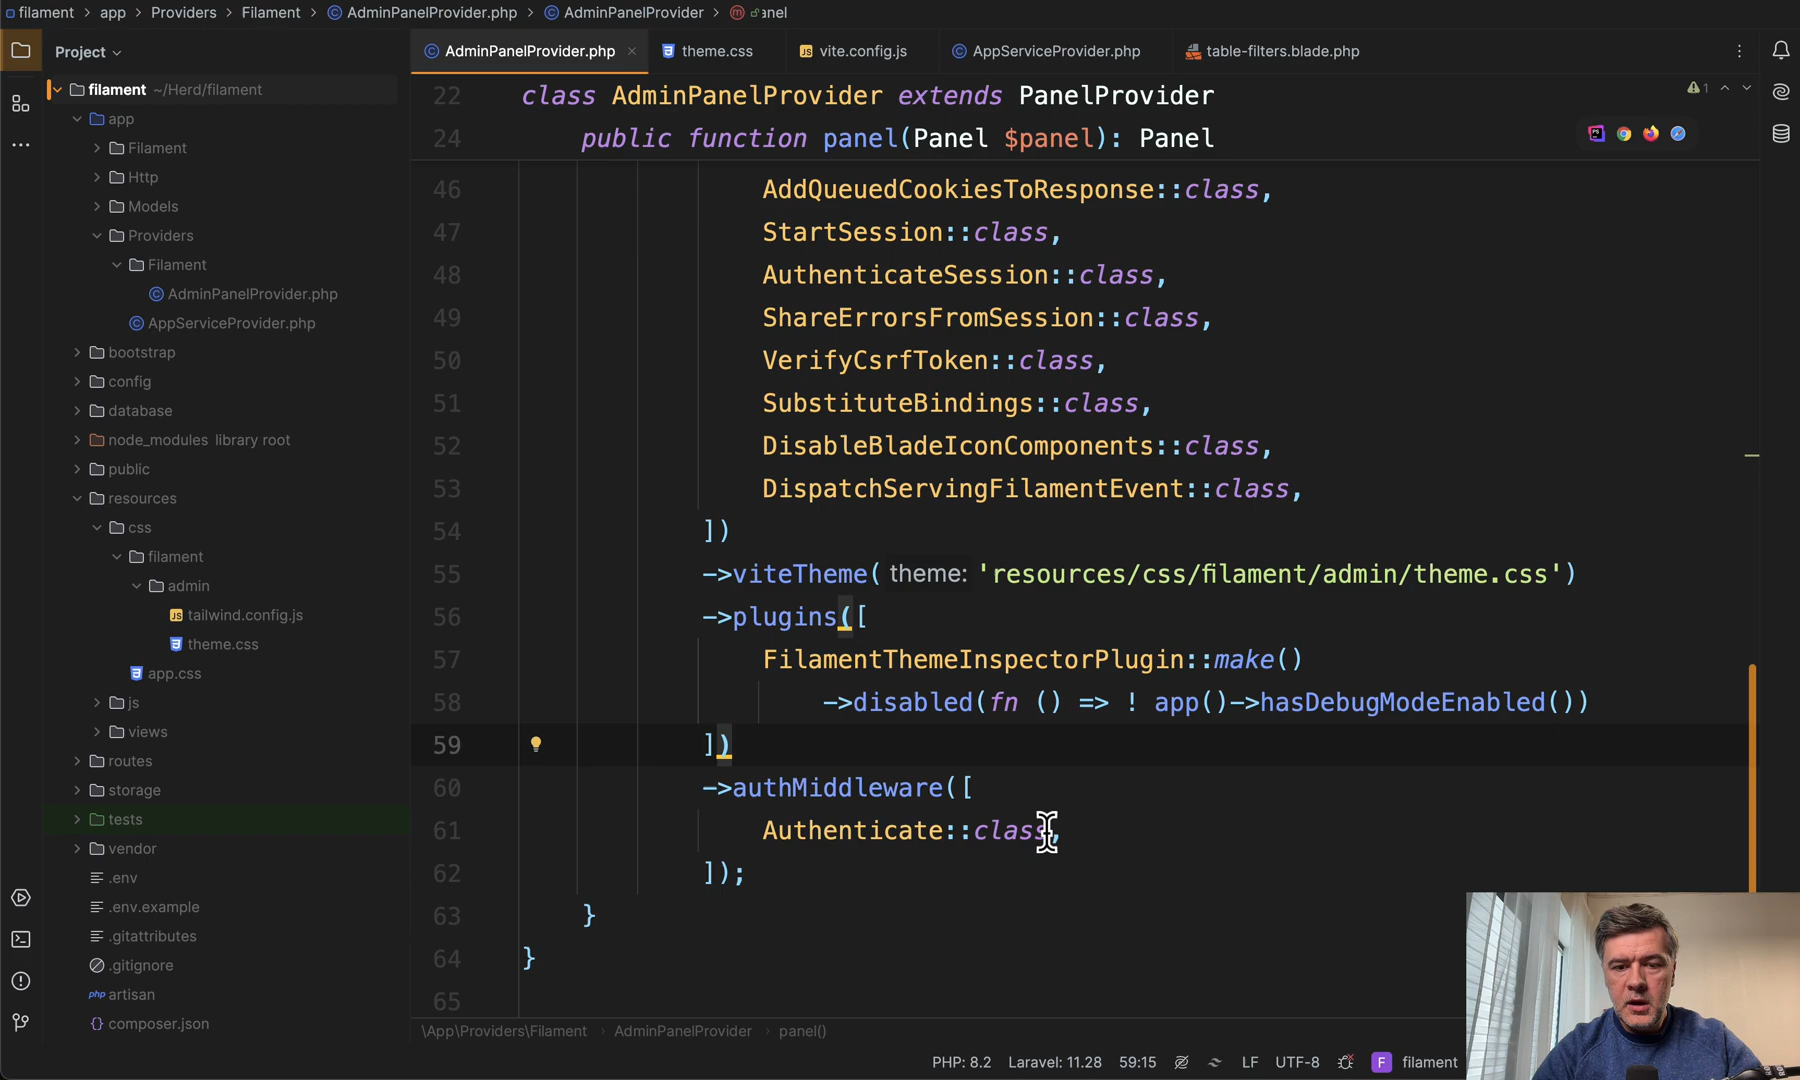 filament
app
Providers
Filament
AdminPanelProvider.php
AdminPanelProvider
Project
AdminPanelProvider.php
theme.css
vite.config.js
AppServiceProvider.php
table-filters.blade.php
filament ~/Herd/filament
app
Filament
Http
Models
Providers
Filament
AdminPanelProvider.php
AppServiceProvider.php
bootstrap
config
database
node_modules library root
public
resources
css
filament
admin
tailwind.config.js
theme.css
app.css
js
views
routes
storage
tests
vendor
.env
.env.example
.gitattributes
.gitignore
php artisan
composer.json
1
22 class AdminPanelProvider extends PanelProvider
24 public function panel(Panel $panel): Panel
46 AddQueuedCookiesToResponse::class,
47 StartSession::class,
48 AuthenticateSession::class,
49 ShareErrorsFromSession::class,
50 VerifyCsrfToken::class,
51 SubstituteBindings::class,
52 DisableBladeIconComponents::class,
53 DispatchServingFilamentEvent::class,
54 ])
55 ->viteTheme( theme: 'resources/css/filament/admin/theme.css')
56 ->plugins([
57 FilamentThemeInspectorPlugin::make()
58 ->disabled(fn () => ! app()->hasDebugModeEnabled())
59 ])
60 ->authMiddleware([
61 Authenticate::class,
62 ]);
63 }
64 }
65
\App\Providers\Filament
AdminPanelProvider
panel()
PHP: 8.2
Laravel: 11.28
59:15
LF
UTF-8
F filament